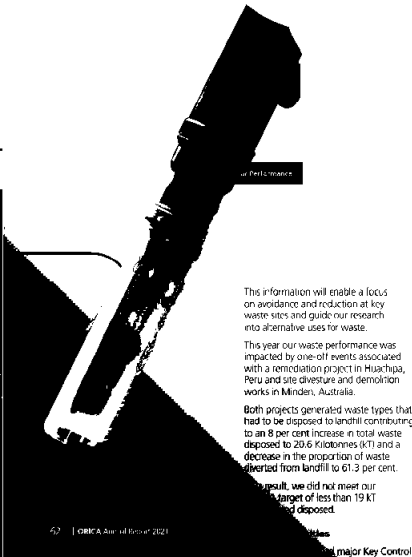 Performance
This information will enable a focus
on avoidance and reduction at key
waste sites and guide our research
into alternative uses for waste.
This year our waste performance was
impacted by one-off events associated
with a remediation project in Huachipa,
Peru and site divesture and demolition
works in Minden, Australia.
Both projects generated waste types that
had to be disposed to landfill contributing
to an 8 per cent increase in total waste
disposed to 20.6 Kilotonnes (kT) and a
decrease in the proportion of waste
diverted from landfill to 61.3 per cent.
result, we did not meet our
target of less than 19 kT
disposed.
62 | ORICA Annual Report 2021
major Key Control